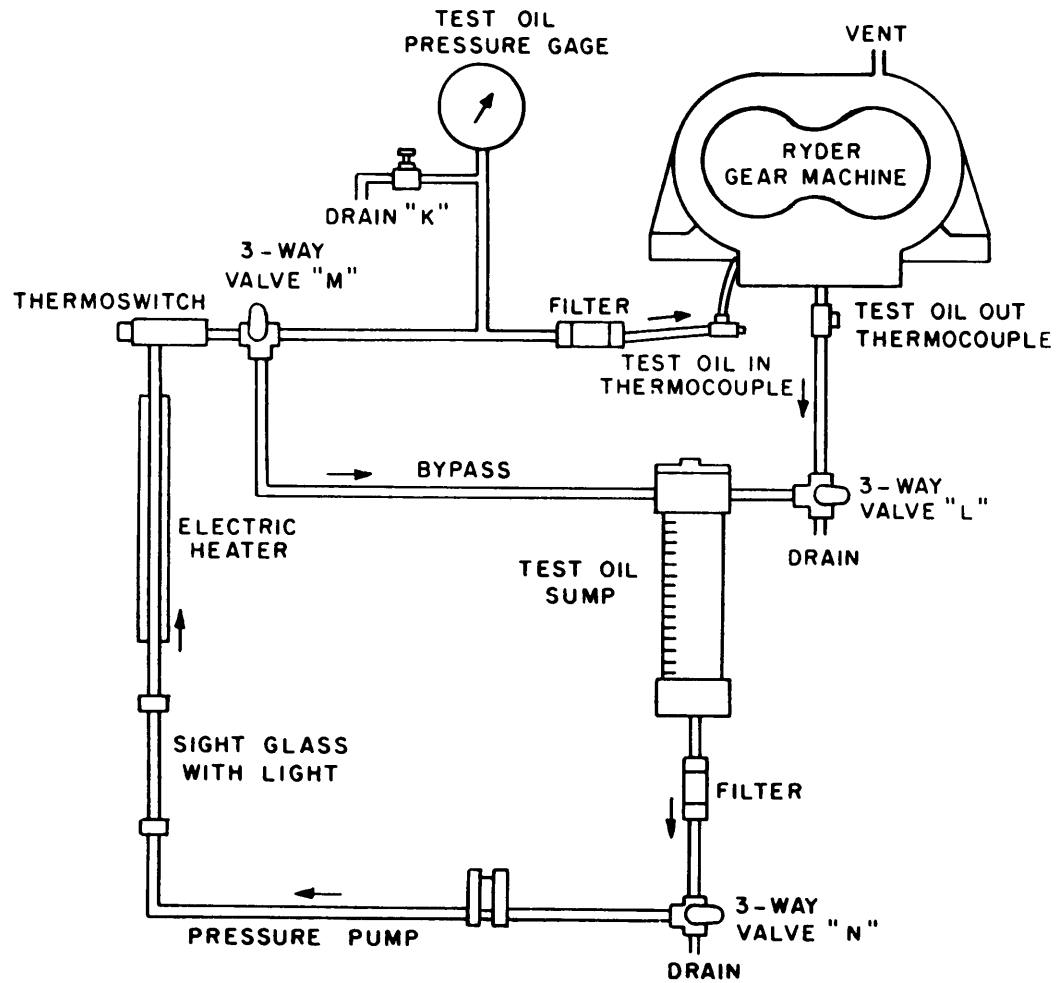 TEST OIL
PRESSURE GAGE
VENT
RYDER
GEAR MACHINE
DRAIN "K"
3-WAY
VALVE "M"
THERMOSWITCH
FILTER
TEST OIL OUT
THERMOCOUPLE
TEST OIL IN
THERMOCOUPLE
BYPASS
3-WAY
VALVE "L"
ELECTRIC
HEATER
DRAIN
TEST OIL
SUMP
SIGHT GLASS
WITH LIGHT
FILTER
3-WAY
VALVE "N"
PRESSURE PUMP
DRAIN